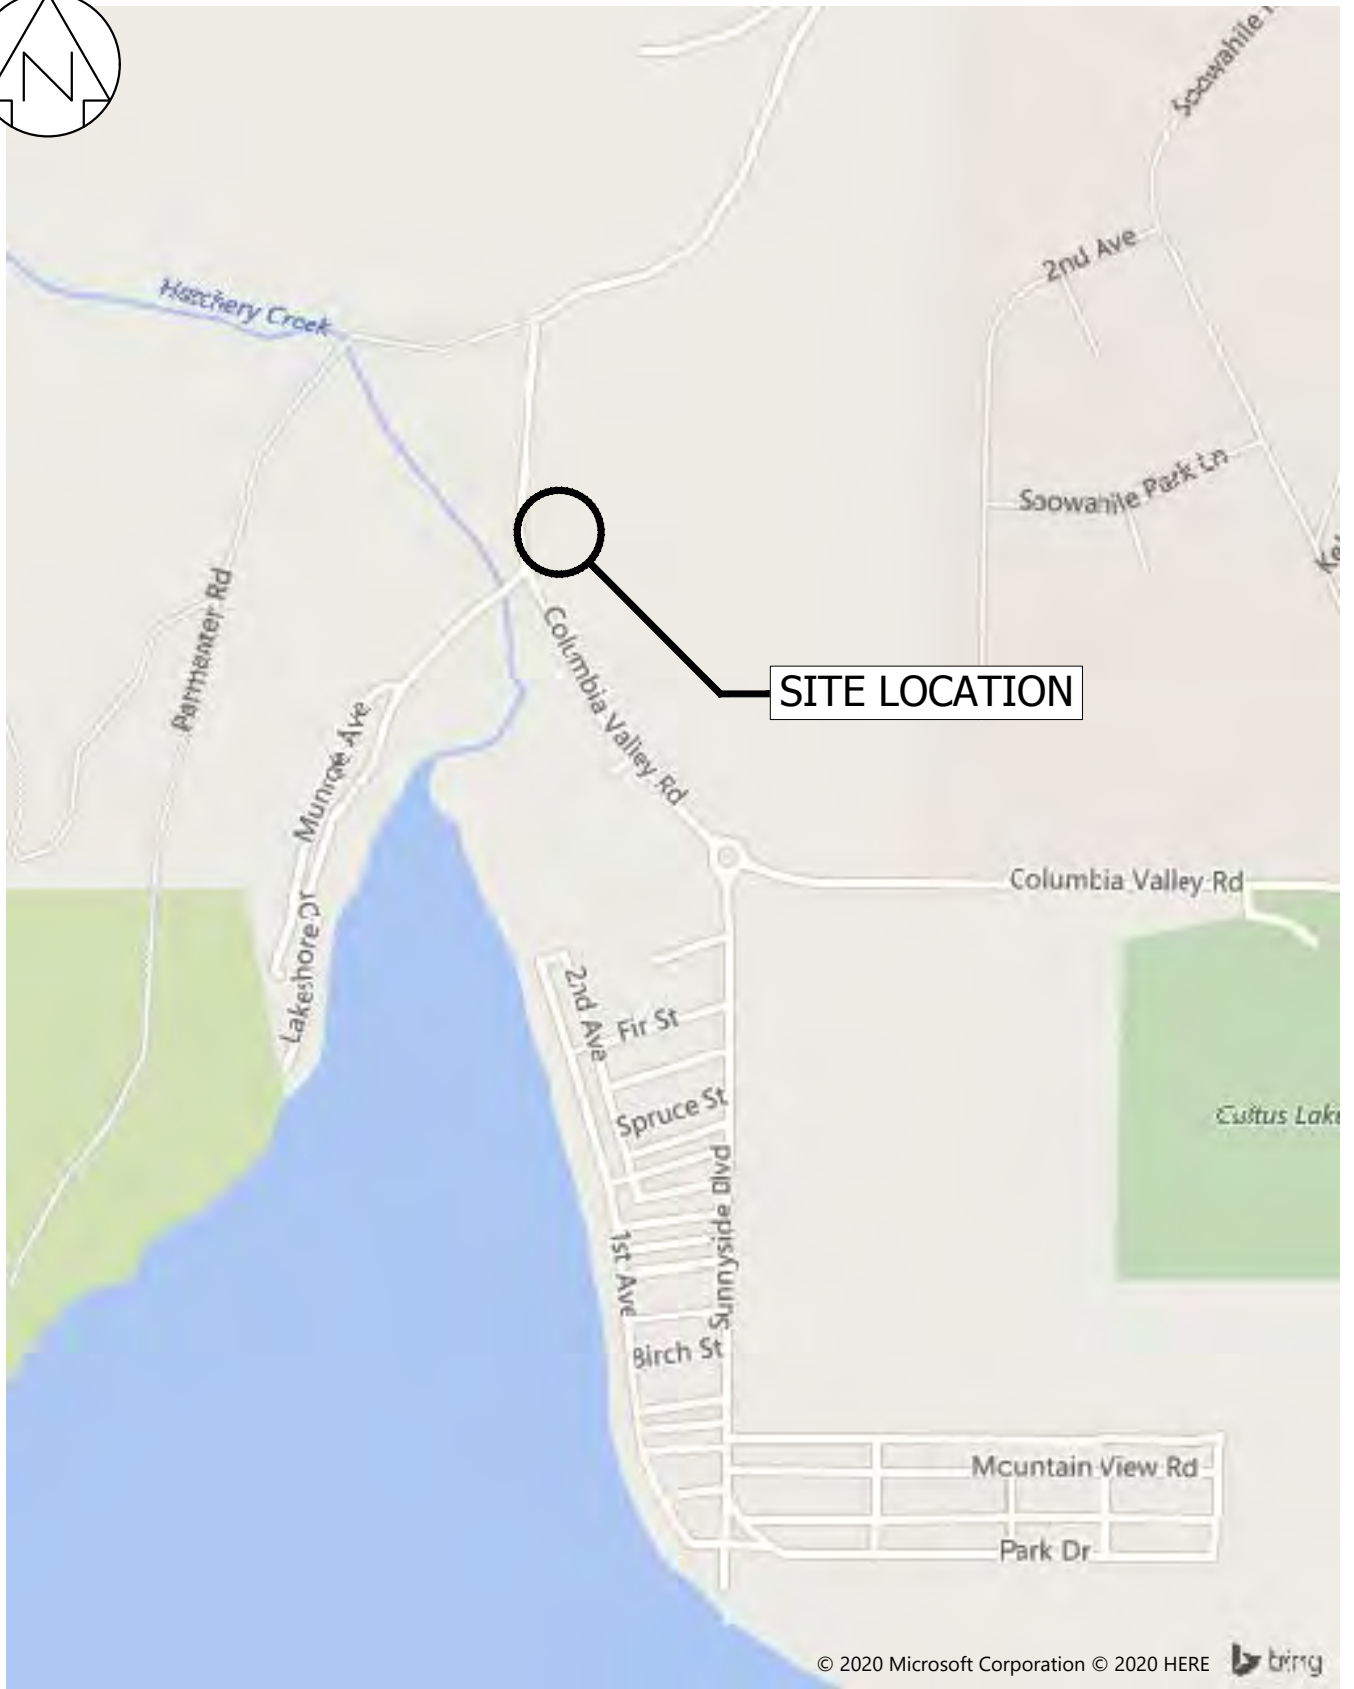 N
2nd Ave
Hatchery Creek
Soowahlie Park Ln
Parmenter Rd
Columbia Valley Rd
SITE LOCATION
Munroe Ave
Columbia Valley Rd
Lakeshore Dr
2nd Ave
Fir St
Spruce St
Cultus Lake
Sunnyside Blvd
1st Ave
Birch St
Mountain View Rd
Park Dr
© 2020 Microsoft Corporation © 2020 HERE
bing